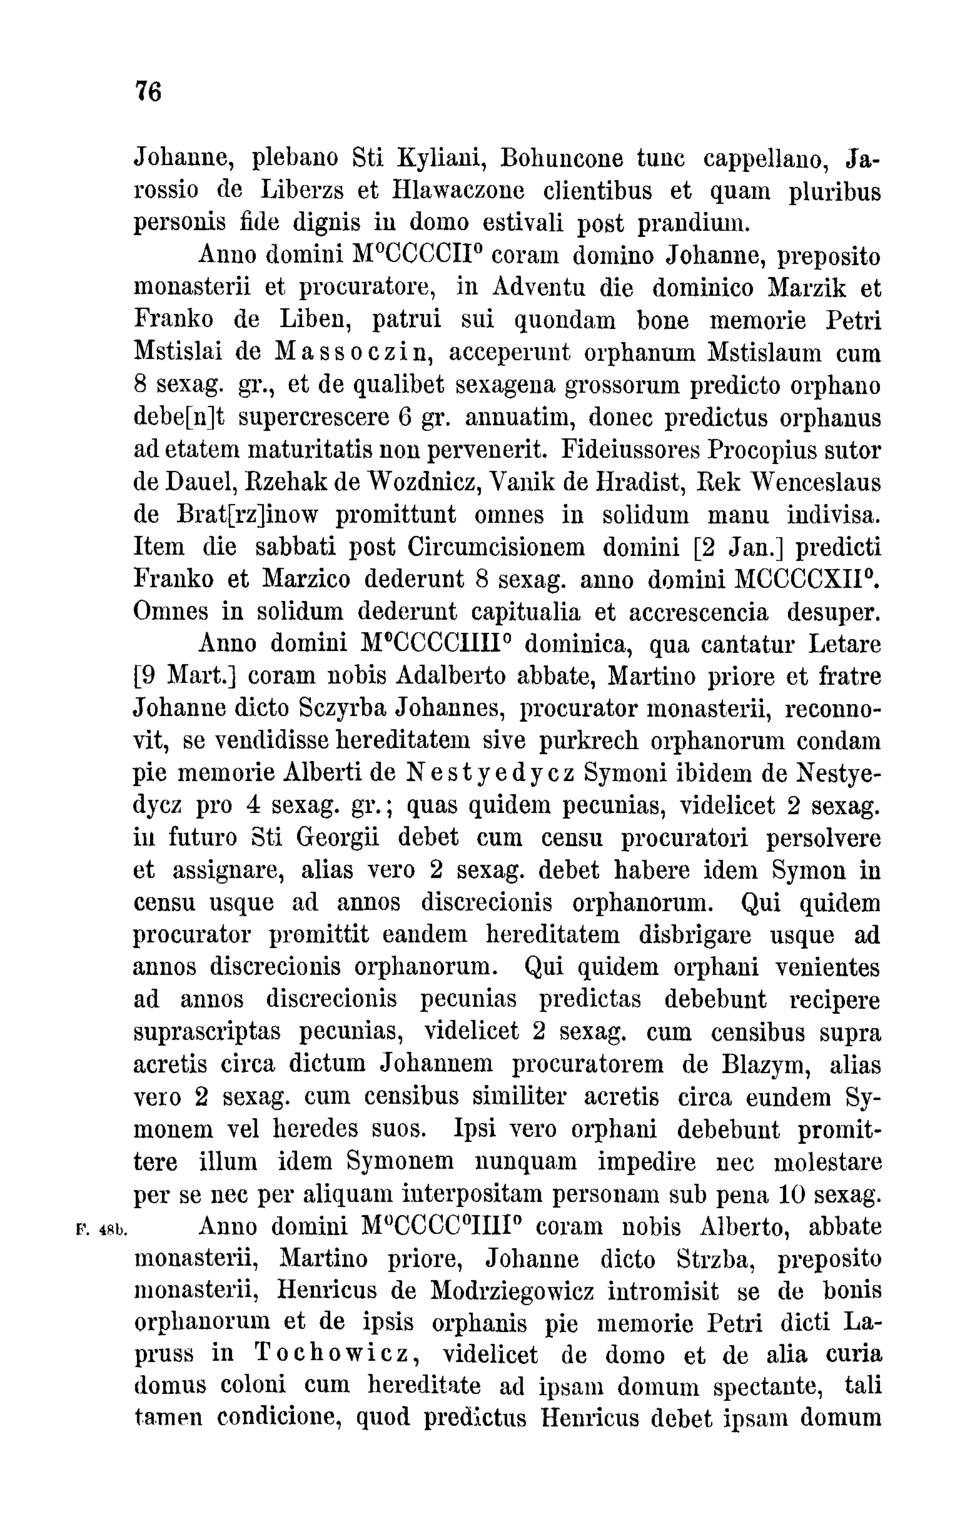 76
Johanne, plebano Sti Kyliani, Bohuncone tunc cappellano, Ja-
rossio de Liberzs et Hlawaczone clientibus et quam pluribus
personis fide dignis in domo estivali post prandium.
Anno domini M⁰CCCCII⁰ coram domino Johanne, preposito
monasterii et procuratore, in Adventu die dominico Marzik et
Franko de Liben, patrui sui quondam bone memorie Petri
Mstislai de Massoczin, acceperunt orphanum Mstislaum cum
8 sexag. gr., et de qualibet sexagena grossorum predicto orphano
debe[n]t supercrescere 6 gr. annuatim, donec predictus orphanus
ad etatem maturitatis non pervenerit. Fideiussores Procopius sutor
de Dauel, Rzehak de Wozdnicz, Vanik de Hradist, Rek Wenceslaus
de Brat[rz]inow promittunt omnes in solidum manu indivisa.
Item die sabbati post Circumcisionem domini [2 Jan.] predicti
Franko et Marzico dederunt 8 sexag. anno domini MCCCCXII⁰.
Omnes in solidum dederunt capitualia et accrescencia desuper.
Anno domini M⁰CCCCIIII⁰ dominica, qua cantatur Letare
[9 Mart.] coram nobis Adalberto abbate, Martino priore et fratre
Johanne dicto Sczyrba Johannes, procurator monasterii, reconno-
vit, se vendidisse hereditatem sive purkrech orphanorum condam
pie memorie Alberti de Nestyedycz Symoni ibidem de Nestye-
dycz pro 4 sexag. gr.; quas quidem pecunias, videlicet 2 sexag.
in futuro Sti Georgii debet cum censu procuratori persolvere
et assignare, alias vero 2 sexag. debet habere idem Symon in
censu usque ad annos discrecionis orphanorum. Qui quidem
procurator promittit eandem hereditatem disbrigare usque ad
annos discrecionis orphanorum. Qui quidem orphani venientes
ad annos discrecionis pecunias predictas debebunt recipere
suprascriptas pecunias, videlicet 2 sexag. cum censibus supra
acretis circa dictum Johannem procuratorem de Blazym, alias
vero 2 sexag. cum censibus similiter acretis circa eundem Sy-
monem vel heredes suos. Ipsi vero orphani debebunt promit-
tere illum idem Symonem nunquam impedire nec molestare
per se nec per aliquam interpositam personam sub pena 10 sexag.
F. 48b. Anno domini M⁰CCCC⁰IIII⁰ coram nobis Alberto, abbate
monasterii, Martino priore, Johanne dicto Strzba, preposito
monasterii, Henricus de Modrziegowicz intromisit se de bonis
orphanorum et de ipsis orphanis pie memorie Petri dicti La-
pruss in Tochowicz, videlicet de domo et de alia curia
domus coloni cum hereditate ad ipsam domum spectante, tali
tamen condicione, quod predictus Henricus debet ipsam domum